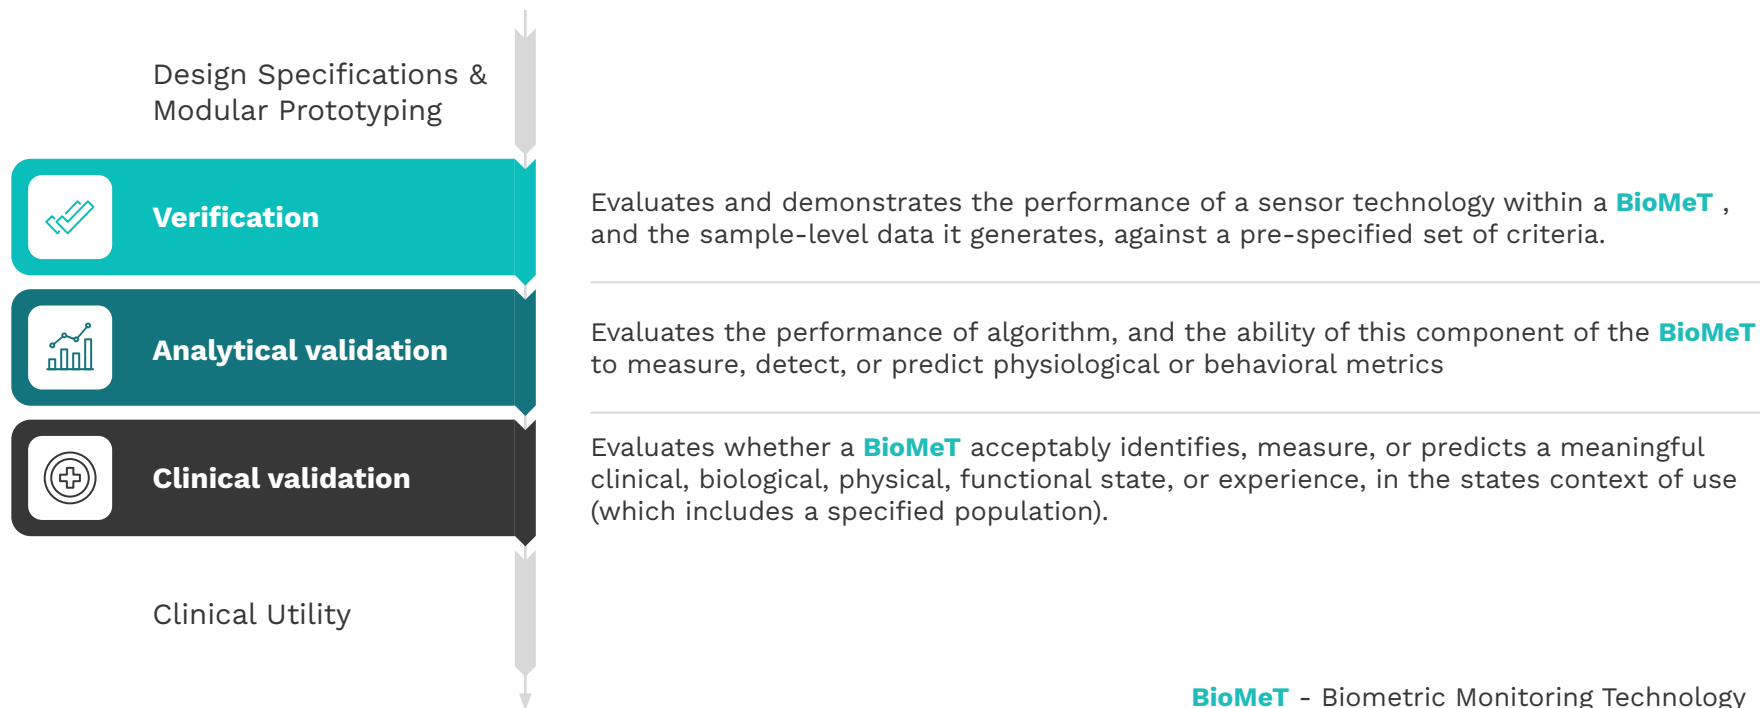 Design Specifications &
Modular Prototyping
Verification
Evaluates and demonstrates the performance of a sensor technology within a BioMeT ,
and the sample-level data it generates, against a pre-specified set of criteria.
Analytical validation
Evaluates the performance of algorithm, and the ability of this component of the BioMeT
to measure, detect, or predict physiological or behavioral metrics
Clinical validation
Evaluates whether a BioMeT acceptably identifies, measure, or predicts a meaningful
clinical, biological, physical, functional state, or experience, in the states context of use
(which includes a specified population).
Clinical Utility
BioMeT - Biometric Monitoring Technology